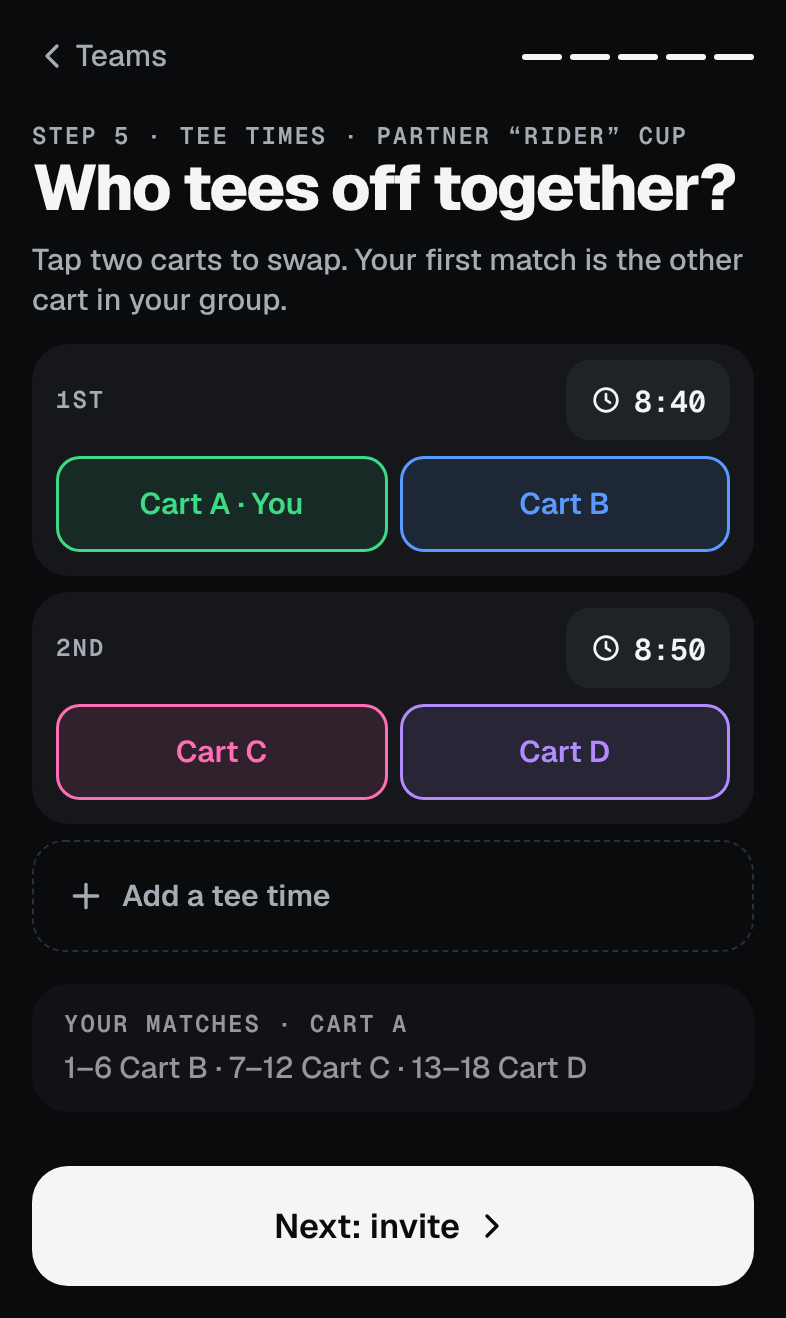 Teams
STEP 5 · TEE TIMES · PARTNER “RIDER” CUP
Who tees off together?
Tap two carts to swap. Your first match is the other
cart in your group.
1ST
8:40
Cart A · You
Cart B
2ND
8:50
Cart C
Cart D
Add a tee time
YOUR MATCHES · CART A
1–6 Cart B · 7–12 Cart C · 13–18 Cart D
Next: invite